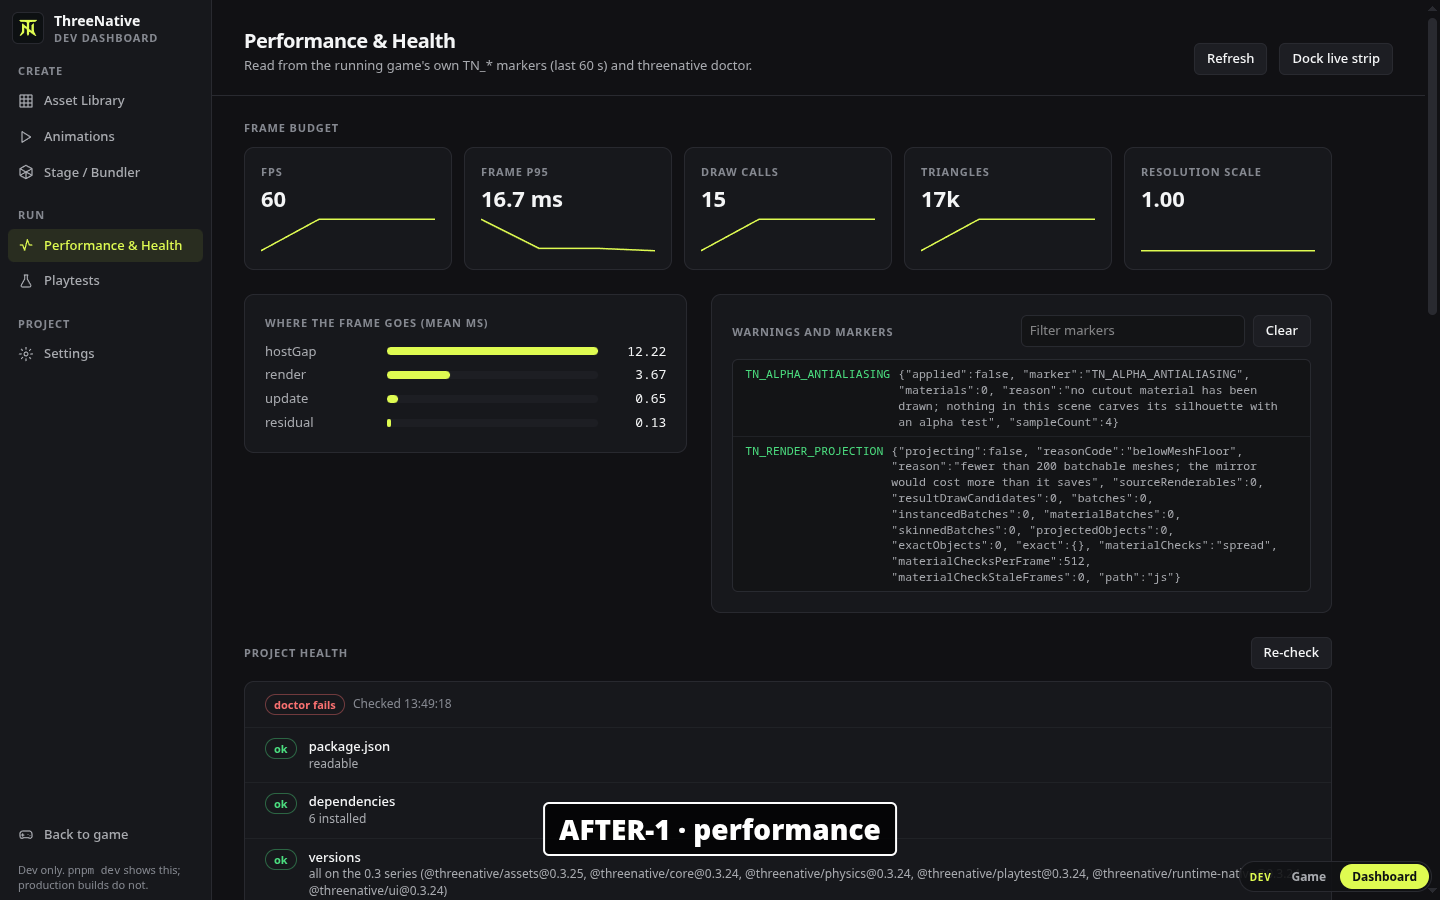 ThreeNative
DEV DASHBOARD
CREATE
Asset Library
Animations
Stage / Bundler
RUN
Performance & Health
Playtests
PROJECT
Settings
Back to game
Dev only. pnpm dev shows this;
production builds do not.
Performance & Health
Read from the running game's own TN_* markers (last 60 s) and threenative doctor.
Refresh
Dock live strip
FRAME BUDGET
FPS
60
FRAME P95
16.7 ms
DRAW CALLS
15
TRIANGLES
17k
RESOLUTION SCALE
1.00
WHERE THE FRAME GOES (MEAN MS)
hostGap 12.22
render 3.67
update 0.65
residual 0.13
WARNINGS AND MARKERS
Filter markers
Clear
TN_ALPHA_ANTIALIASING {"applied":false, "marker":"TN_ALPHA_ANTIALIASING",
"materials":0, "reason":"no cutout material has been
drawn; nothing in this scene carves its silhouette with
an alpha test", "sampleCount":4}
TN_RENDER_PROJECTION {"projecting":false, "reasonCode":"belowMeshFloor",
"reason":"fewer than 200 batchable meshes; the mirror
would cost more than it saves", "sourceRenderables":0,
"resultDrawCandidates":0, "batches":0,
"instancedBatches":0, "materialBatches":0,
"skinnedBatches":0, "projectedObjects":0,
"exactObjects":0, "exact":{}, "materialChecks":"spread",
"materialChecksPerFrame":512,
"materialCheckStaleFrames":0, "path":"js"}
PROJECT HEALTH
Re-check
doctor fails Checked 13:49:18
ok package.json
readable
ok dependencies
6 installed
ok versions
all on the 0.3 series (@threenative/assets@0.3.25, @threenative/core@0.3.24, @threenative/physics@0.3.24, @threenative/playtest@0.3.24, @threenative/runtime-nat
@threenative/ui@0.3.24)
AFTER-1 · performance
DEV Game Dashboard